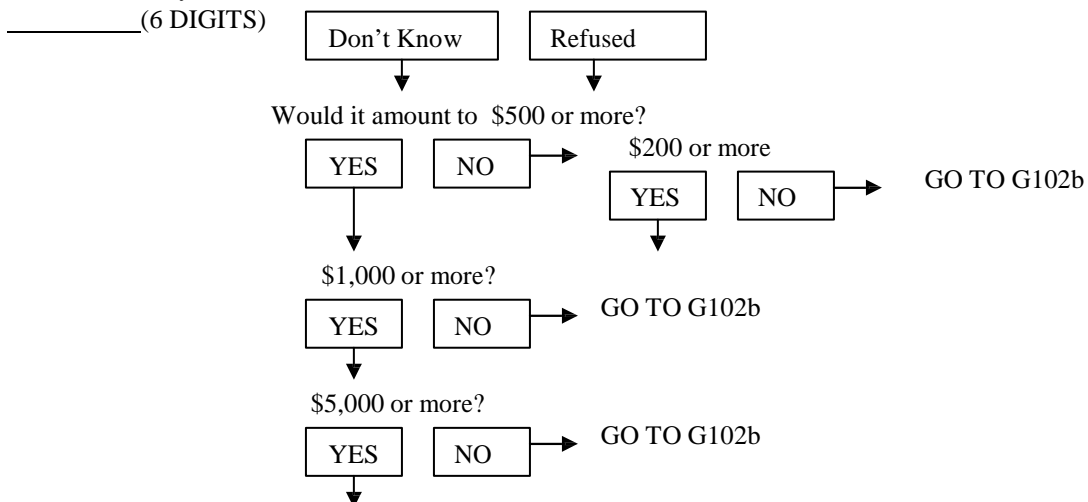 __________(6 DIGITS)
Don’t Know Refused
Would it amount to $500 or more?
YES NO $200 or more
YES NO GO TO G102b
$1,000 or more?
YES NO GO TO G102b
$5,000 or more?
YES NO GO TO G102b